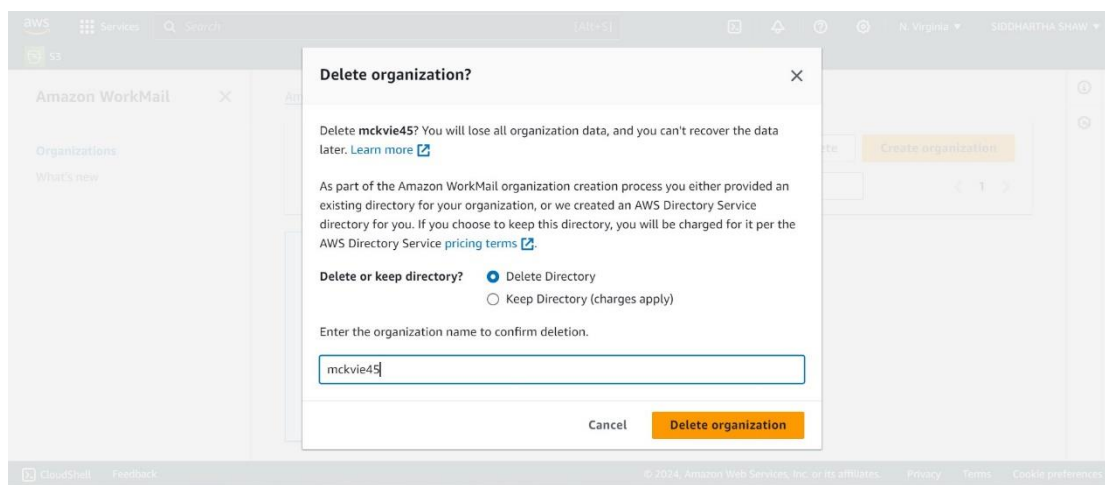 aws
Services
Search
[Alt+S]
N. Virginia
SIDDHARTHA SHAW
S3
Amazon WorkMail
Organizations
What's new
Am
Create organization
1
Delete organization?
Delete mckvie45? You will lose all organization data, and you can't recover the data
later. Learn more
As part of the Amazon WorkMail organization creation process you either provided an
existing directory for your organization, or we created an AWS Directory Service
directory for you. If you choose to keep this directory, you will be charged for it per the
AWS Directory Service pricing terms.
Delete or keep directory?
Delete Directory
Keep Directory (charges apply)
Enter the organization name to confirm deletion.
mckvie45
Cancel
Delete organization
CloudShell
Feedback
© 2024, Amazon Web Services, Inc. or its affiliates.
Privacy
Terms
Cookie preferences